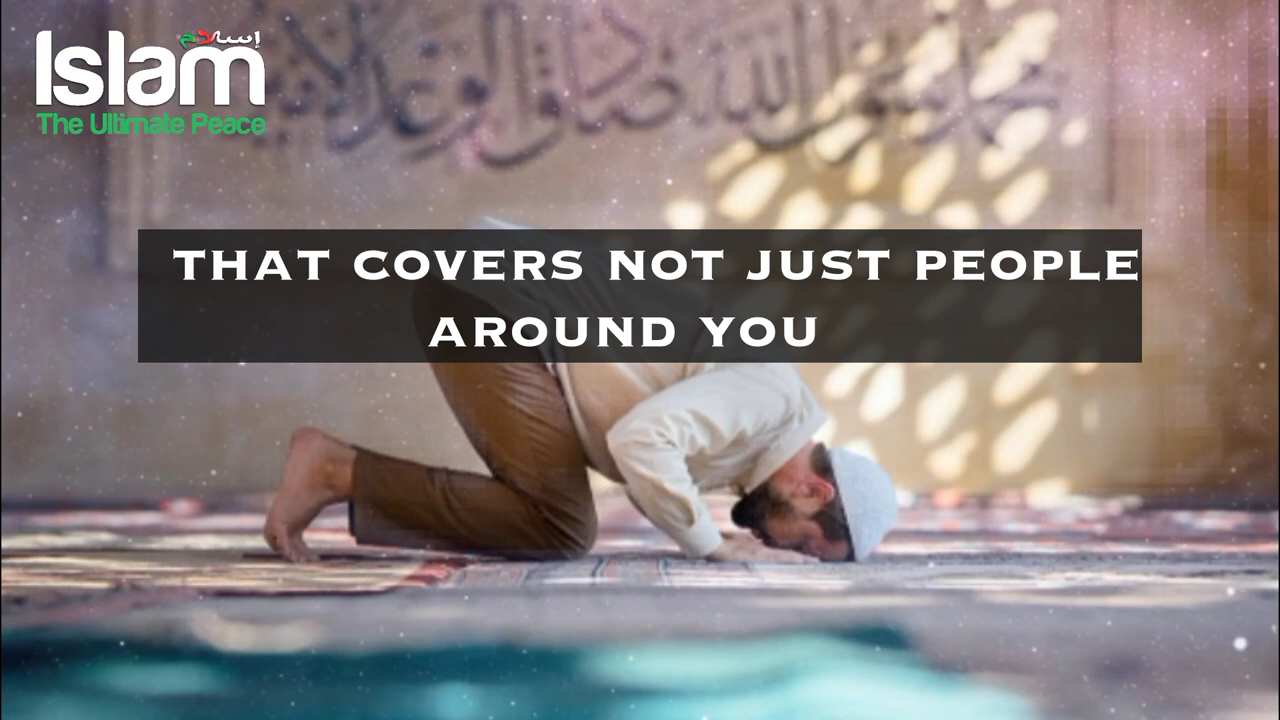 إسلام
Islam
The Ultimate Peace
THAT COVERS NOT JUST PEOPLE
AROUND YOU